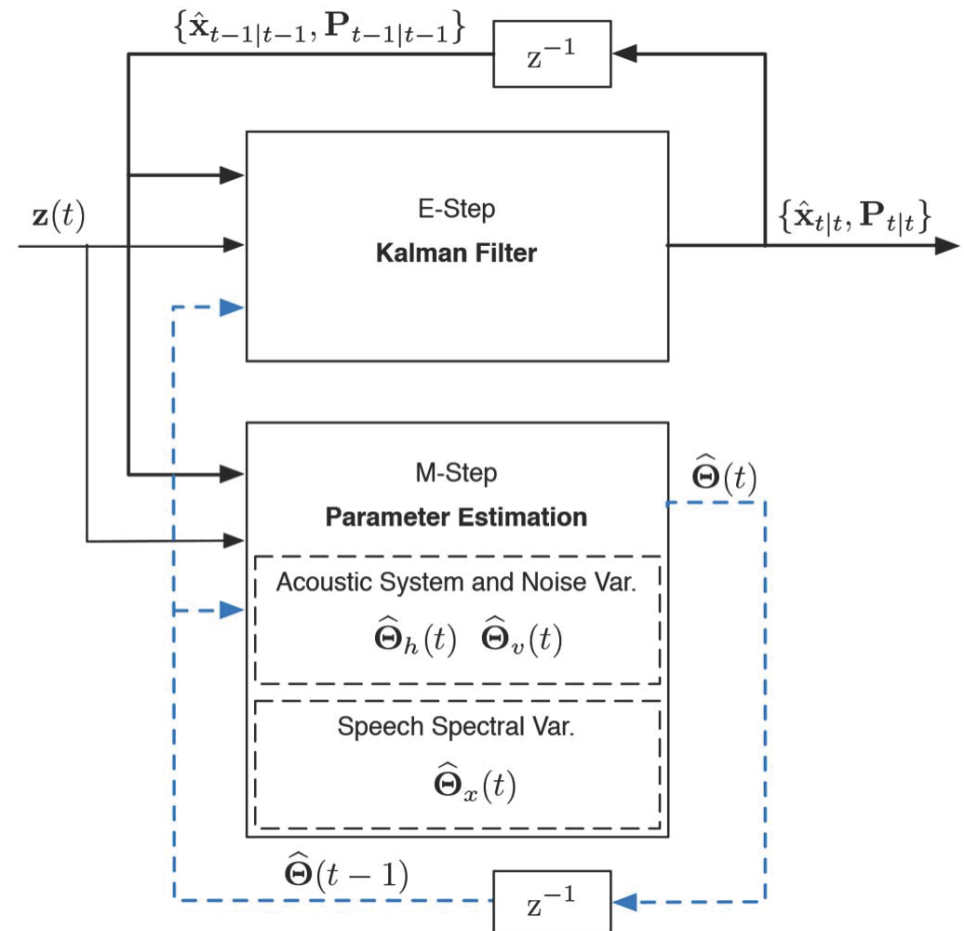 {x̂_{t−1|t−1}, P_{t−1|t−1}}
z^{−1}
E-Step
z(t)
{x̂_{t|t}, P_{t|t}}
Kalman Filter
M-Step
Θ̂(t)
Parameter Estimation
Acoustic System and Noise Var.
Θ̂_h(t) Θ̂_v(t)
Speech Spectral Var.
Θ̂_x(t)
Θ̂(t − 1)
z^{−1}